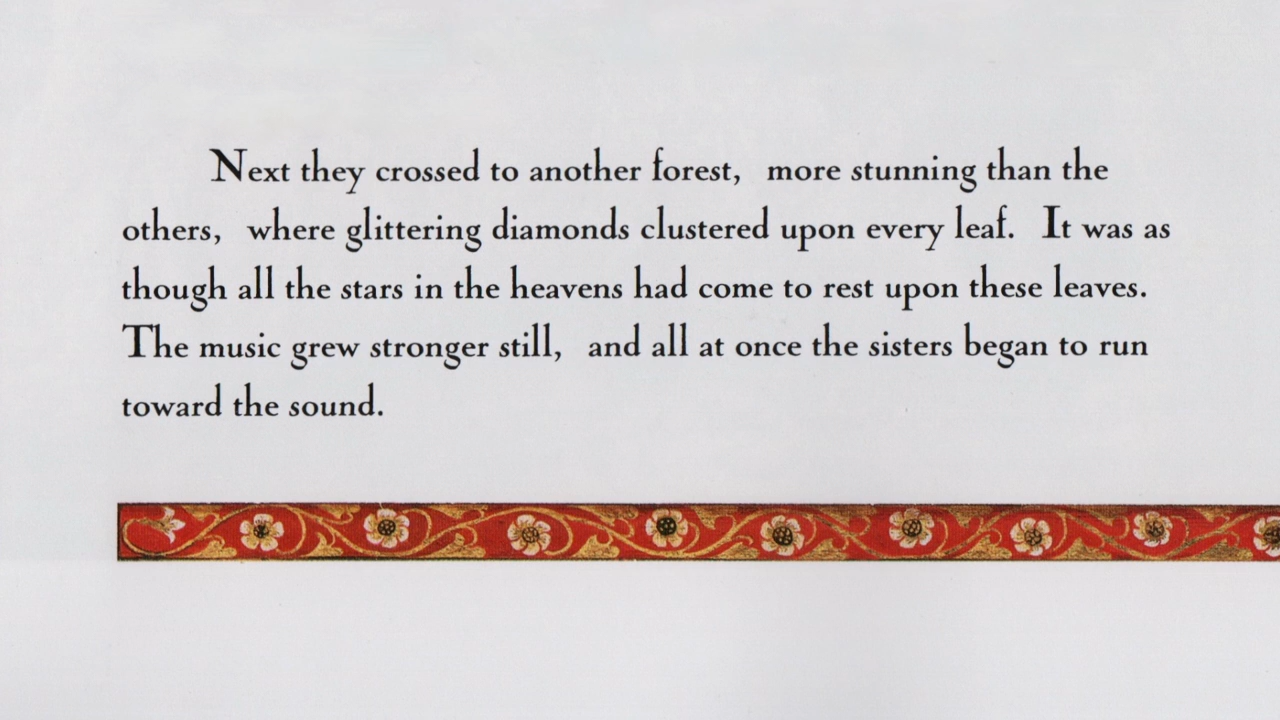 Next they crossed to another forest, more stunning than the
others, where glittering diamonds clustered upon every leaf. It was as
though all the stars in the heavens had come to rest upon these leaves.
The music grew stronger still, and all at once the sisters began to run
toward the sound.